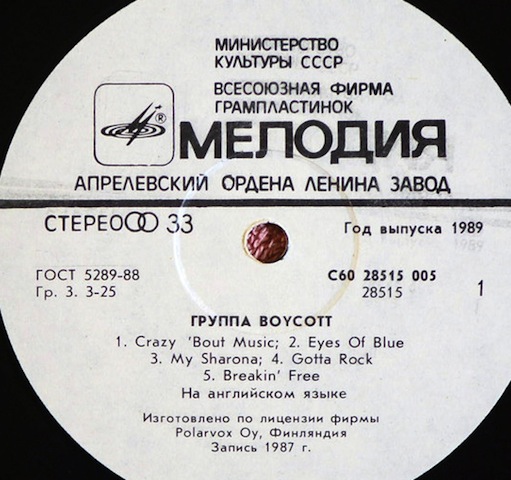 МИНИСТЕРСТВО
КУЛЬТУРЫ СССР
ВСЕСОЮЗНАЯ ФИРМА
ГРАМПЛАСТИНОК
®
МЕЛОДИЯ
АПРЕЛЕВСКИЙ ОРДЕНА ЛЕНИНА ЗАВОД
СТЕРЕО 33
Год выпуска 1989
ГОСТ 5289-88
Гр. 3. 3-25
С60 28515 005
28515
1
ГРУППА BOYCOTT
1. Crazy 'Bout Music; 2. Eyes Of Blue
3. My Sharona; 4. Gotta Rock
5. Breakin' Free
На английском языке
Изготовлено по лицензии фирмы
Polarvox Oy, Финляндия
Запись 1987 г.